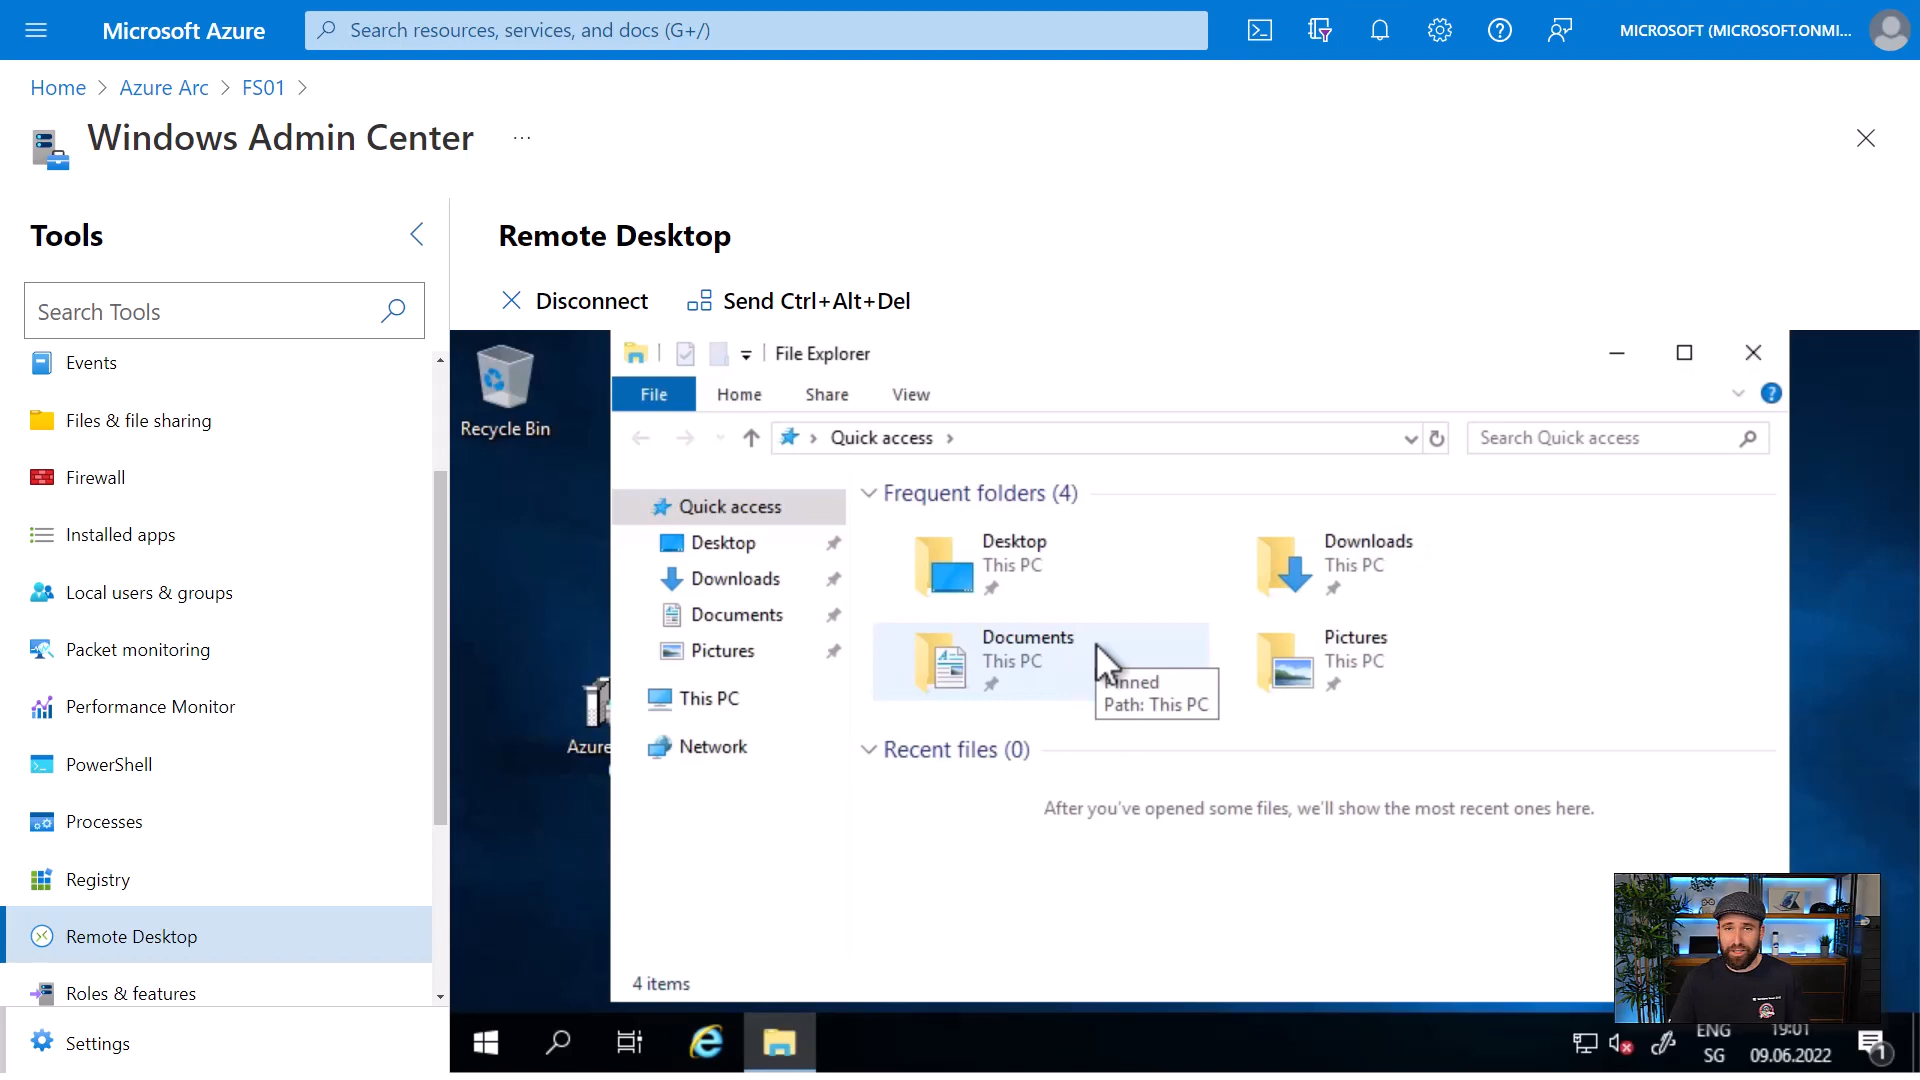 Microsoft Azure
Search resources, services, and docs (G+/)
MICROSOFT (MICROSOFT.ONMI...
Home > Azure Arc > FS01 >
Windows Admin Center ...
Tools
Search Tools
Events
Files & file sharing
Firewall
Installed apps
Local users & groups
Packet monitoring
Performance Monitor
PowerShell
Processes
Registry
Remote Desktop
Roles & features
Settings
Remote Desktop
Disconnect
Send Ctrl+Alt+Del
Recycle Bin
Azure
File Explorer
File Home Share View
Quick access
Search Quick access
Quick access
Desktop
Downloads
Documents
Pictures
This PC
Network
Frequent folders (4)
Desktop
This PC
Downloads
This PC
Documents
This PC
Pictures
This PC
Pinned
Path: This PC
Recent files (0)
After you've opened some files, we'll show the most recent ones here.
4 items
ENG
SG
19:01
09.06.2022
1